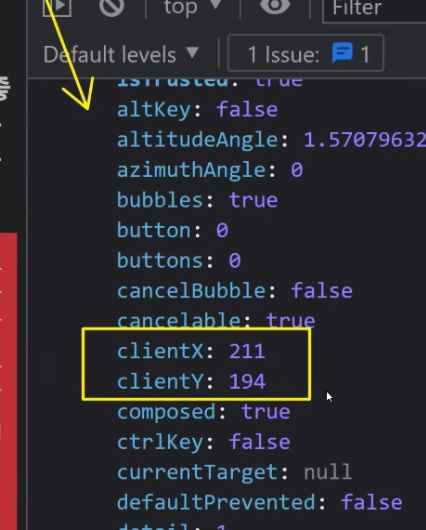 top
Filter
Default levels
1 Issue: 1
isTrusted: true
altKey: false
altitudeAngle: 1.57079632
azimuthAngle: 0
bubbles: true
button: 0
buttons: 0
cancelBubble: false
cancelable: true
clientX: 211
clientY: 194
composed: true
ctrlKey: false
currentTarget: null
defaultPrevented: false
detail: 1